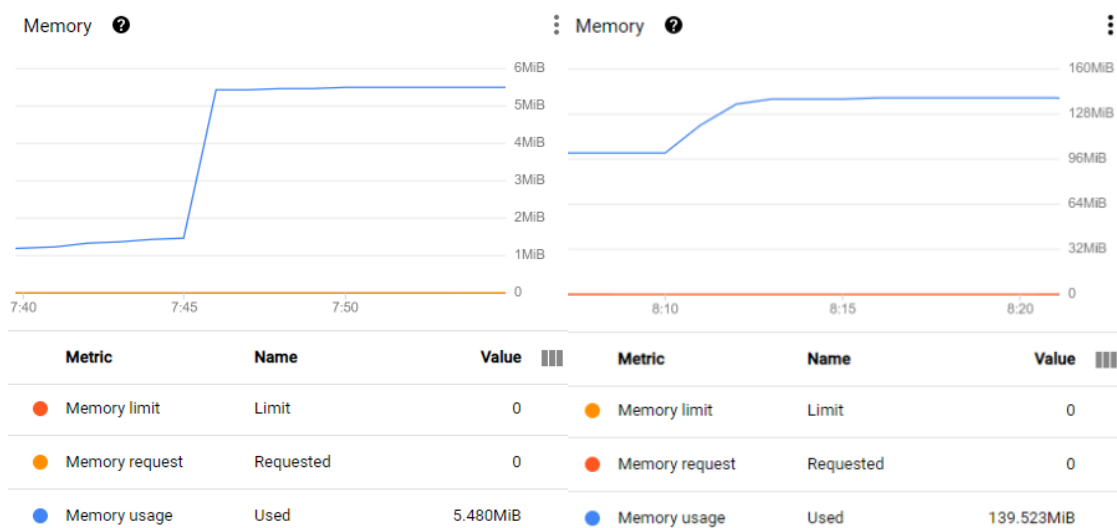 Memory ?
6MiB
5MiB
4MiB
3MiB
2MiB
1MiB
0
7:40 7:45 7:50
Metric Name Value
Memory limit Limit 0
Memory request Requested 0
Memory usage Used 5.480MiB
Memory ?
160MiB
128MiB
96MiB
64MiB
32MiB
0
8:10 8:15 8:20
Metric Name Value
Memory limit Limit 0
Memory request Requested 0
Memory usage Used 139.523MiB